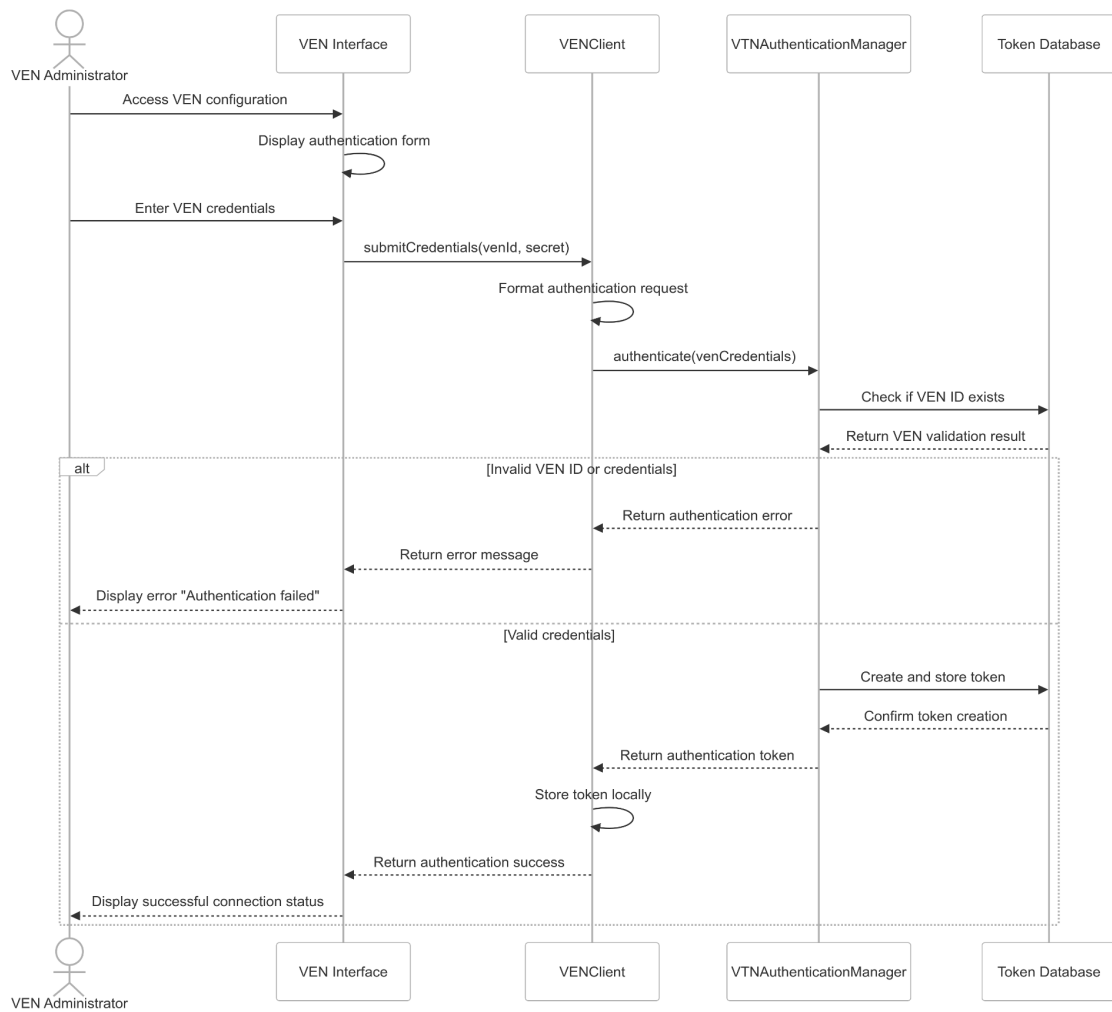 VEN Interface
VENClient
VTNAuthenticationManager
Token Database
VEN Administrator
Access VEN configuration
Display authentication form
Enter VEN credentials
submitCredentials(venId, secret)
Format authentication request
authenticate(venCredentials)
Check if VEN ID exists
Return VEN validation result
alt
[Invalid VEN ID or credentials]
Return authentication error
Return error message
Display error "Authentication failed"
[Valid credentials]
Create and store token
Confirm token creation
Return authentication token
Store token locally
Return authentication success
Display successful connection status
VEN Interface
VENClient
VTNAuthenticationManager
Token Database
VEN Administrator